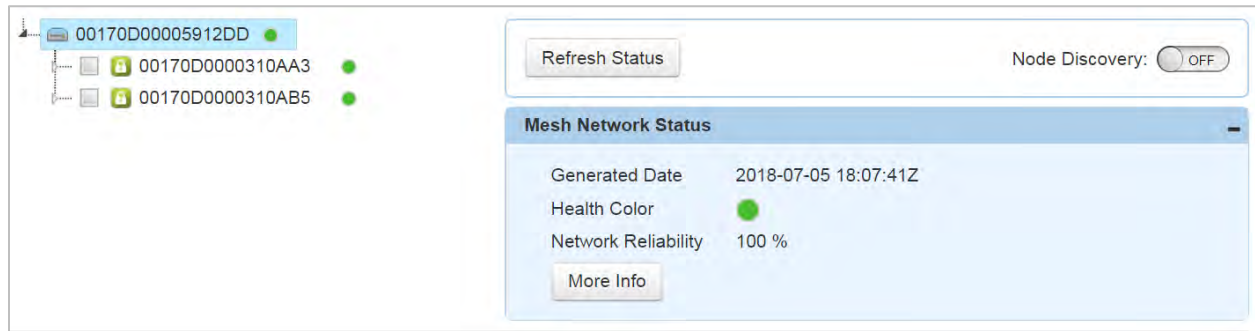 00170D00005912DD
00170D0000310AA3
00170D0000310AB5
Refresh Status
Node Discovery: OFF
Mesh Network Status
Generated Date 2018-07-05 18:07:41Z
Health Color
Network Reliability 100 %
More Info